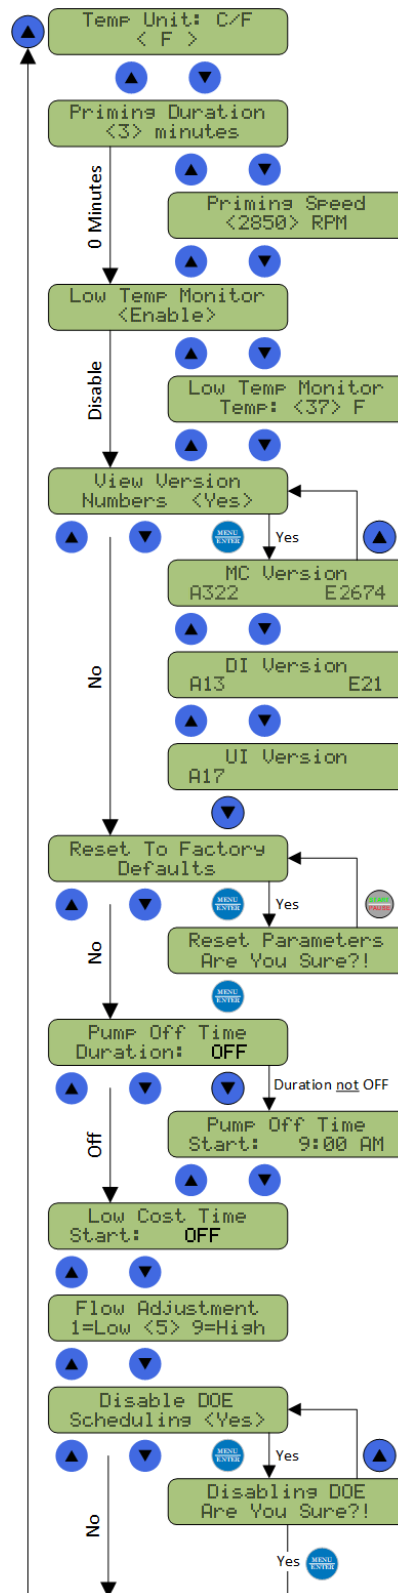 Temp Unit: C/F
< F >
Priming Duration
<3> minutes
0 Minutes
Priming Speed
<2850> RPM
Low Temp Monitor
<Enable>
Disable
Low Temp Monitor
Temp: <37> F
View Version
Numbers <Yes>
MENU
ENTER
Yes
MC Version
A322 E2674
No
DI Version
A13 E21
UI Version
A17
Reset To Factory
Defaults
MENU
ENTER
Yes
START
PAUSE
No
Reset Parameters
Are You Sure?!
MENU
ENTER
Pump Off Time
Duration: OFF
Duration not OFF
Off
Pump Off Time
Start: 9:00 AM
Low Cost Time
Start: OFF
Flow Adjustment
1=Low <5> 9=High
Disable DOE
Scheduling <Yes>
MENU
ENTER
Yes
No
Disabling DOE
Are You Sure?!
Yes
MENU
ENTER